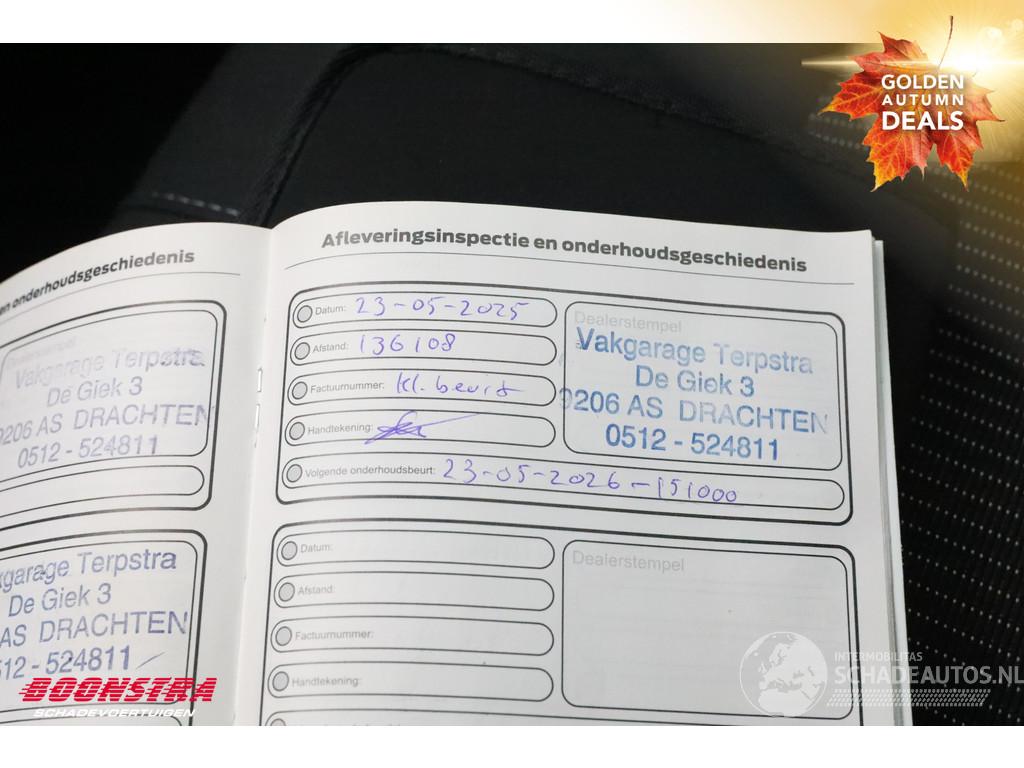 GOLDEN
AUTUMN
DEALS
en onderhoudsgeschiedenis
Dealerstempel
Vakgarage Terpstra
De Giek 3
9206 AS DRACHTEN
0512 - 524811
kgarage Terpstra
De Giek 3
AS DRACHTEN
512 - 524811
Afleveringsinspectie en onderhoudsgeschiedenis
Datum: 23-05-2025
Afstand: 136108
Factuurnummer: kl. beurt
Handtekening:
Volgende onderhoudsbeurt: 23-05-2026 - 151000
Dealerstempel
Vakgarage Terpstra
De Giek 3
9206 AS DRACHTEN
0512 - 524811
Datum:
Afstand:
Factuurnummer:
Handtekening:
Dealerstempel
BOONSTRA
SCHADEVOERTUIGEN
INTERMOBILITAS
SCHADEAUTOS.NL